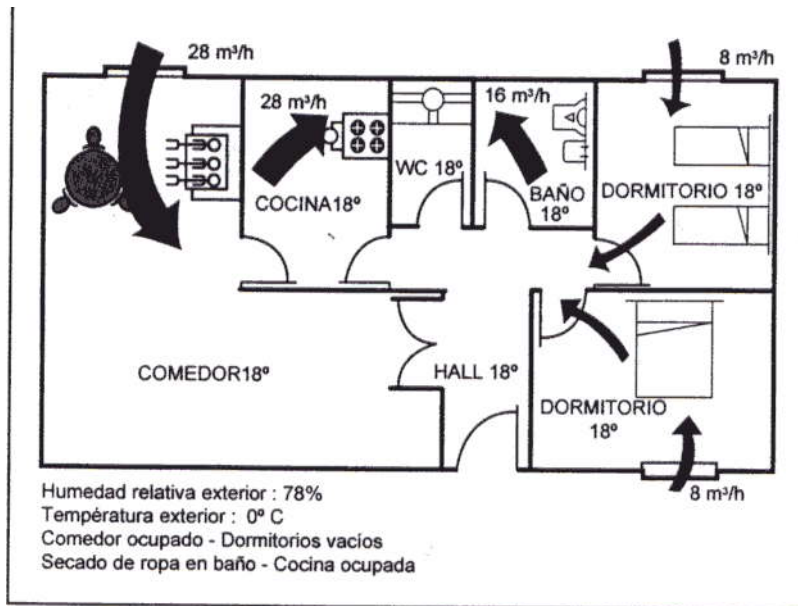 28 m³/h
8 m³/h
28 m³/h
16 m³/h
WC 18º
COCINA18º
BAÑO
18º
DORMITORIO 18º
COMEDOR18º
HALL 18º
DORMITORIO
18º
8 m³/h
Humedad relativa exterior : 78%
Témperatura exterior : 0º C
Comedor ocupado - Dormitorios vacíos
Secado de ropa en baño - Cocina ocupada